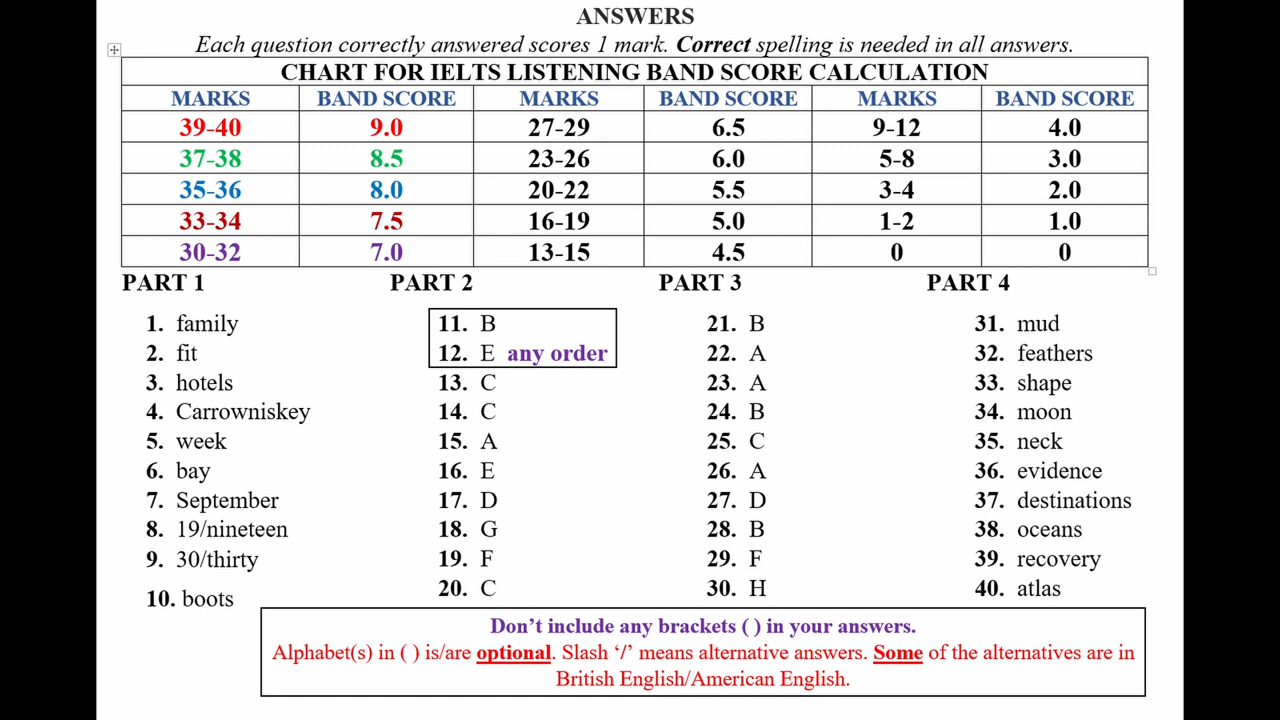 ANSWERS
Each question correctly answered scores 1 mark. Correct spelling is needed in all answers.
CHART FOR IELTS LISTENING BAND SCORE CALCULATION
MARKS BAND SCORE MARKS BAND SCORE MARKS BAND SCORE
39-40 9.0 27-29 6.5 9-12 4.0
37-38 8.5 23-26 6.0 5-8 3.0
35-36 8.0 20-22 5.5 3-4 2.0
33-34 7.5 16-19 5.0 1-2 1.0
30-32 7.0 13-15 4.5 0 0
PART 1
1. family
2. fit
3. hotels
4. Carrowniskey
5. week
6. bay
7. September
8. 19/nineteen
9. 30/thirty
10. boots
PART 2
11. B
12. E any order
13. C
14. C
15. A
16. E
17. D
18. G
19. F
20. C
PART 3
21. B
22. A
23. A
24. B
25. C
26. A
27. D
28. B
29. F
30. H
PART 4
31. mud
32. feathers
33. shape
34. moon
35. neck
36. evidence
37. destinations
38. oceans
39. recovery
40. atlas
Don’t include any brackets ( ) in your answers.
Alphabet(s) in ( ) is/are optional. Slash ‘/’ means alternative answers. Some of the alternatives are in
British English/American English.